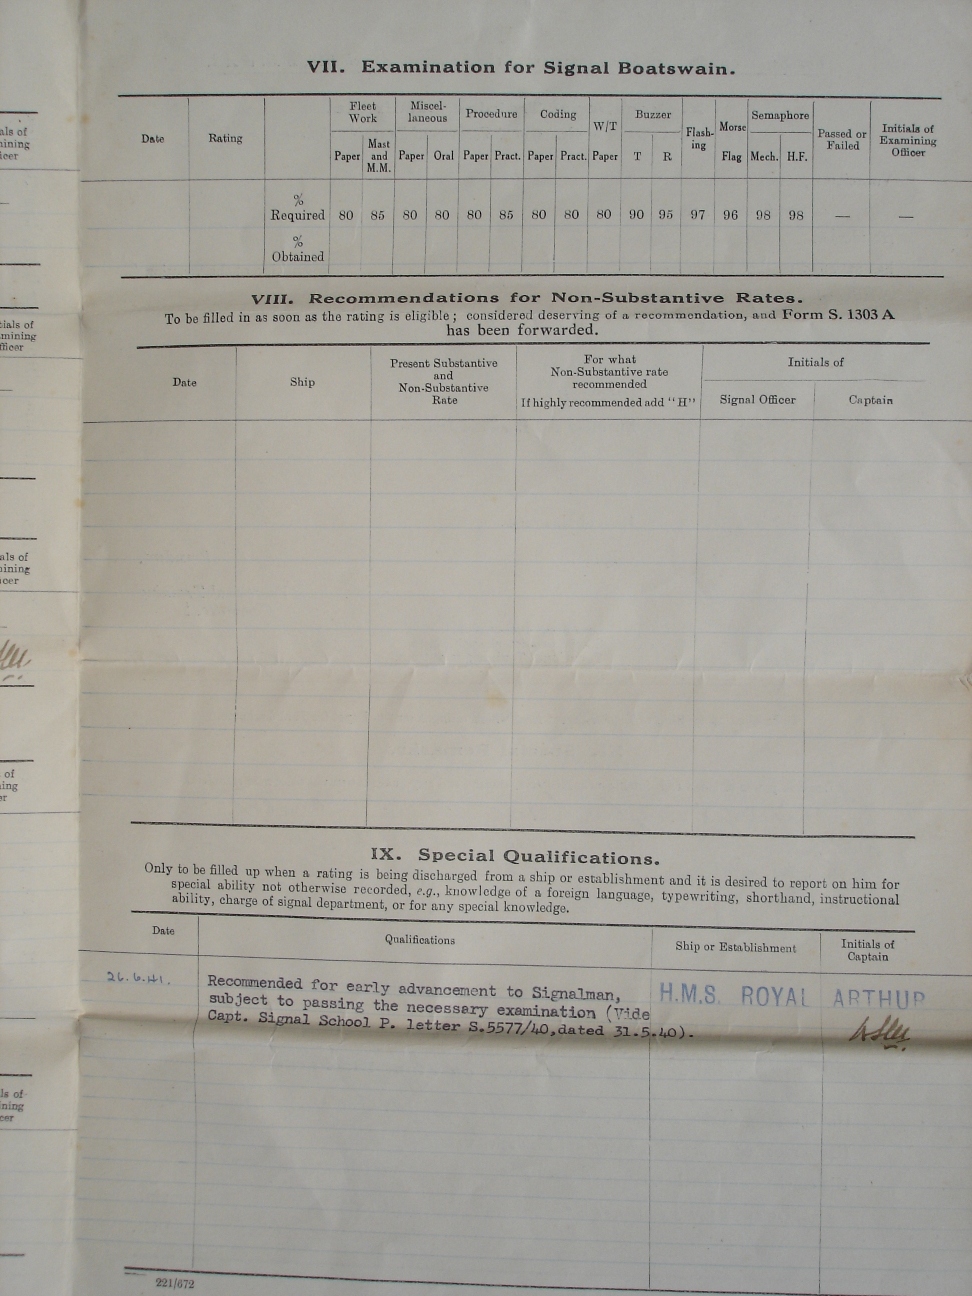 VII. Examination for Signal Boatswain.
Date Rating Fleet Work Miscel-laneous Procedure Coding W/T Buzzer Flash-ing Morse Semaphore Passed or Failed Initials of Examining Officer
Paper Mast and M.M. Paper Oral Paper Pract. Paper Pract. Paper T R Flag Mech. H.F.
% Required 80 85 80 80 80 85 80 80 80 90 95 97 96 98 98 — —
% Obtained
VIII. Recommendations for Non-Substantive Rates.
To be filled in as soon as the rating is eligible; considered deserving of a recommendation, and Form S. 1303 A
has been forwarded.
Date Ship Present Substantive and Non-Substantive Rate For what Non-Substantive rate recommended If highly recommended add "H" Initials of
Signal Officer Captain
IX. Special Qualifications.
Only to be filled up when a rating is being discharged from a ship or establishment and it is desired to report on him for
special ability not otherwise recorded, e.g., knowledge of a foreign language, typewriting, shorthand, instructional
ability, charge of signal department, or for any special knowledge.
Date Qualifications Ship or Establishment Initials of Captain
26.6.41. Recommended for early advancement to Signalman, H.M.S. ROYAL ARTHUR
subject to passing the necessary examination (Vide
Capt. Signal School P. letter S.5577/40, dated 31.5.40).
221/672